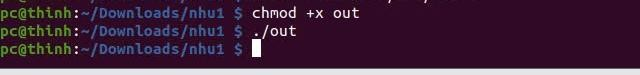 pc@thinh:~/Downloads/nhu1 $ chmod +x out
pc@thinh:~/Downloads/nhu1 $ ./out
pc@thinh:~/Downloads/nhu1 $